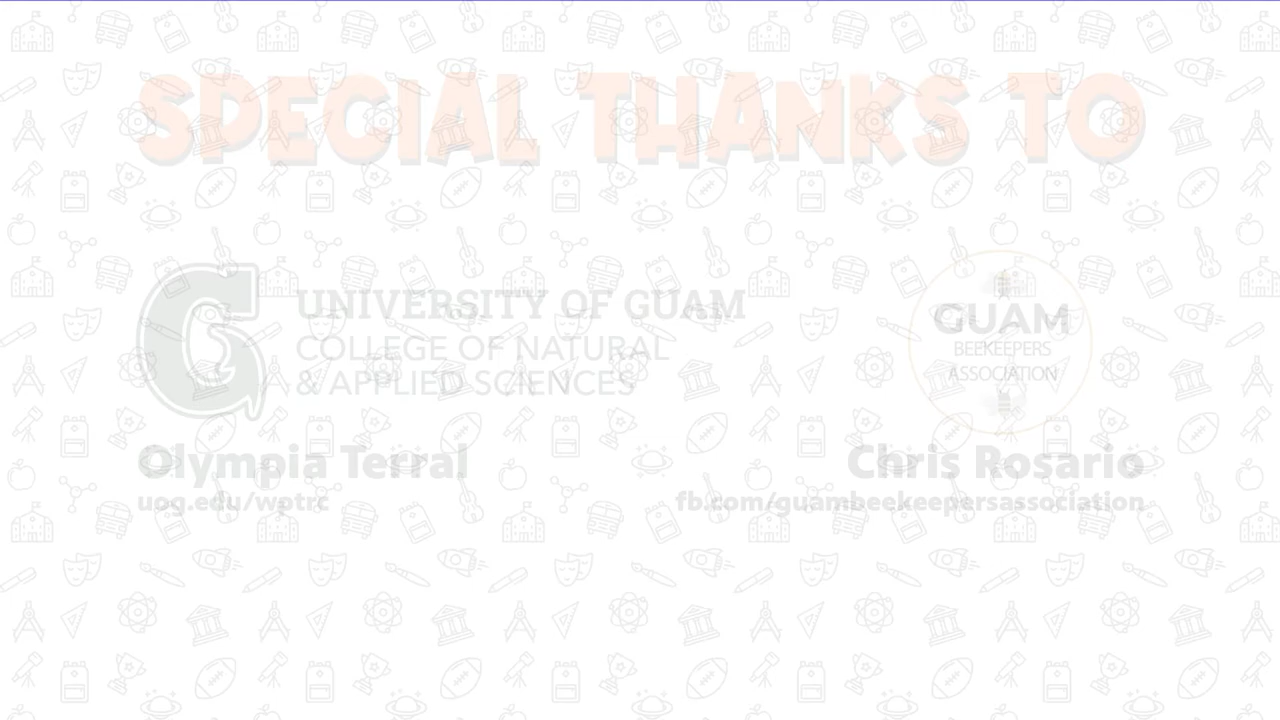 SPECIAL THANKS TO
UNIVERSITY OF GUAM
COLLEGE OF NATURAL
& APPLIED SCIENCES
Olympia Terral
uog.edu/wptrc
GUAM
BEEKEEPERS
ASSOCIATION
Chris Rosario
fb.com/guambeekeepersassociation